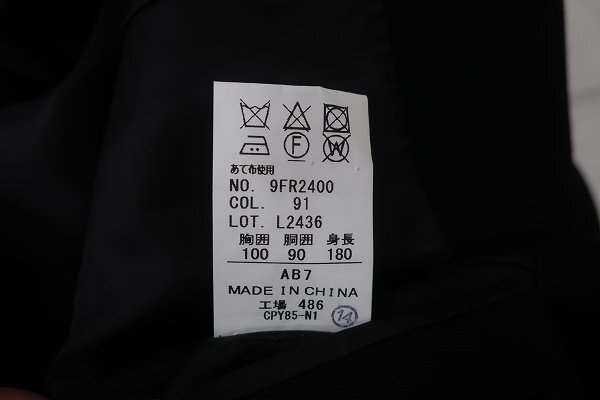 F W
あて布使用
NO. 9FR2400
COL. 91
LOT. L2436
胸囲 胴囲 身長
100 90 180
AB7
MADE IN CHINA
工場 486
CPY85-N1 14